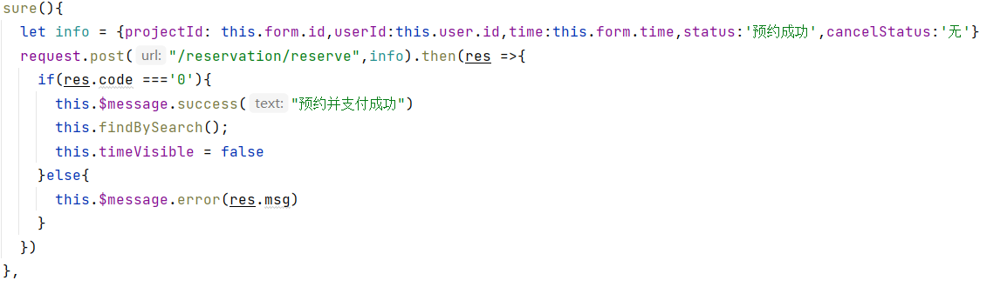 sure(){
let info = {projectId: this.form.id,userId:this.user.id,time:this.form.time,status:'预约成功',cancelStatus:'无'}
request.post( url: "/reservation/reserve",info).then(res =>{
if(res.code ==='0'){
this.$message.success( text: "预约并支付成功")
this.findBySearch();
this.timeVisible = false
}else{
this.$message.error(res.msg)
}
})
},